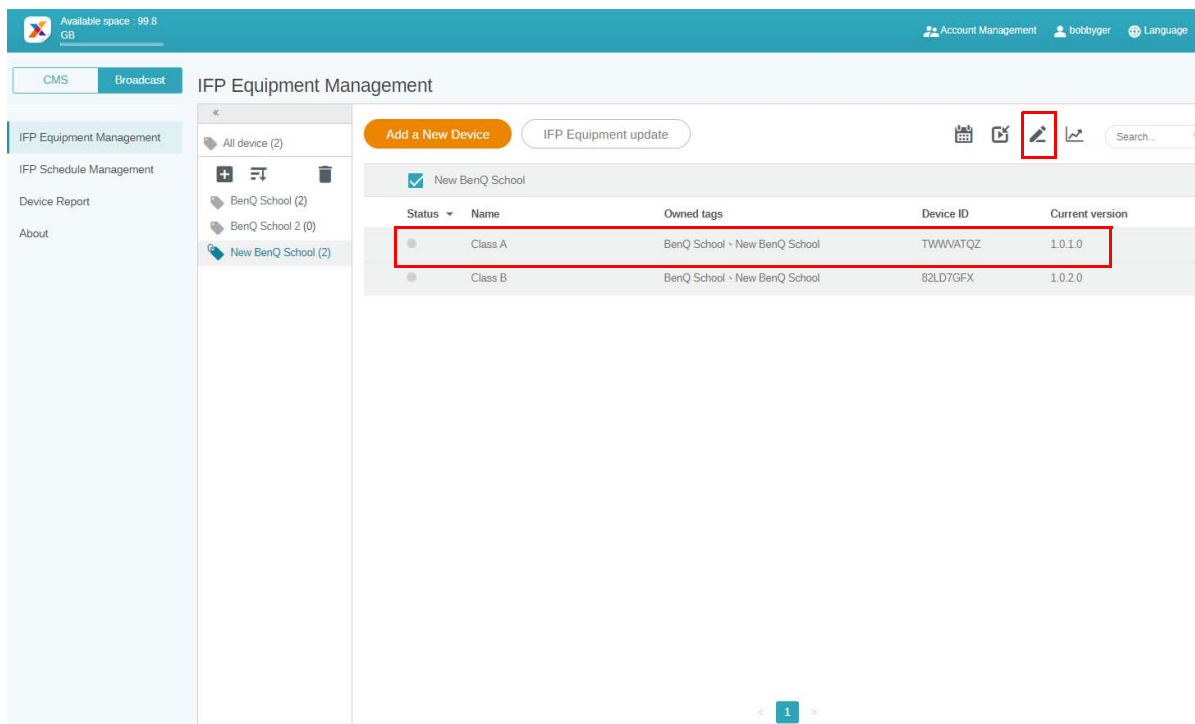 Available space : 99.8
GB
Account Management bobbyger Language
CMS Broadcast
IFP Equipment Management
IFP Schedule Management
Device Report
About
IFP Equipment Management
«
All device (2)
BenQ School (2)
BenQ School 2 (0)
New BenQ School (2)
Add a New Device IFP Equipment update Search...
New BenQ School
Status Name Owned tags Device ID Current version
Class A BenQ School、New BenQ School TWWVATQZ 1.0.1.0
Class B BenQ School、New BenQ School 82LD7GFX 1.0.2.0
< 1 >